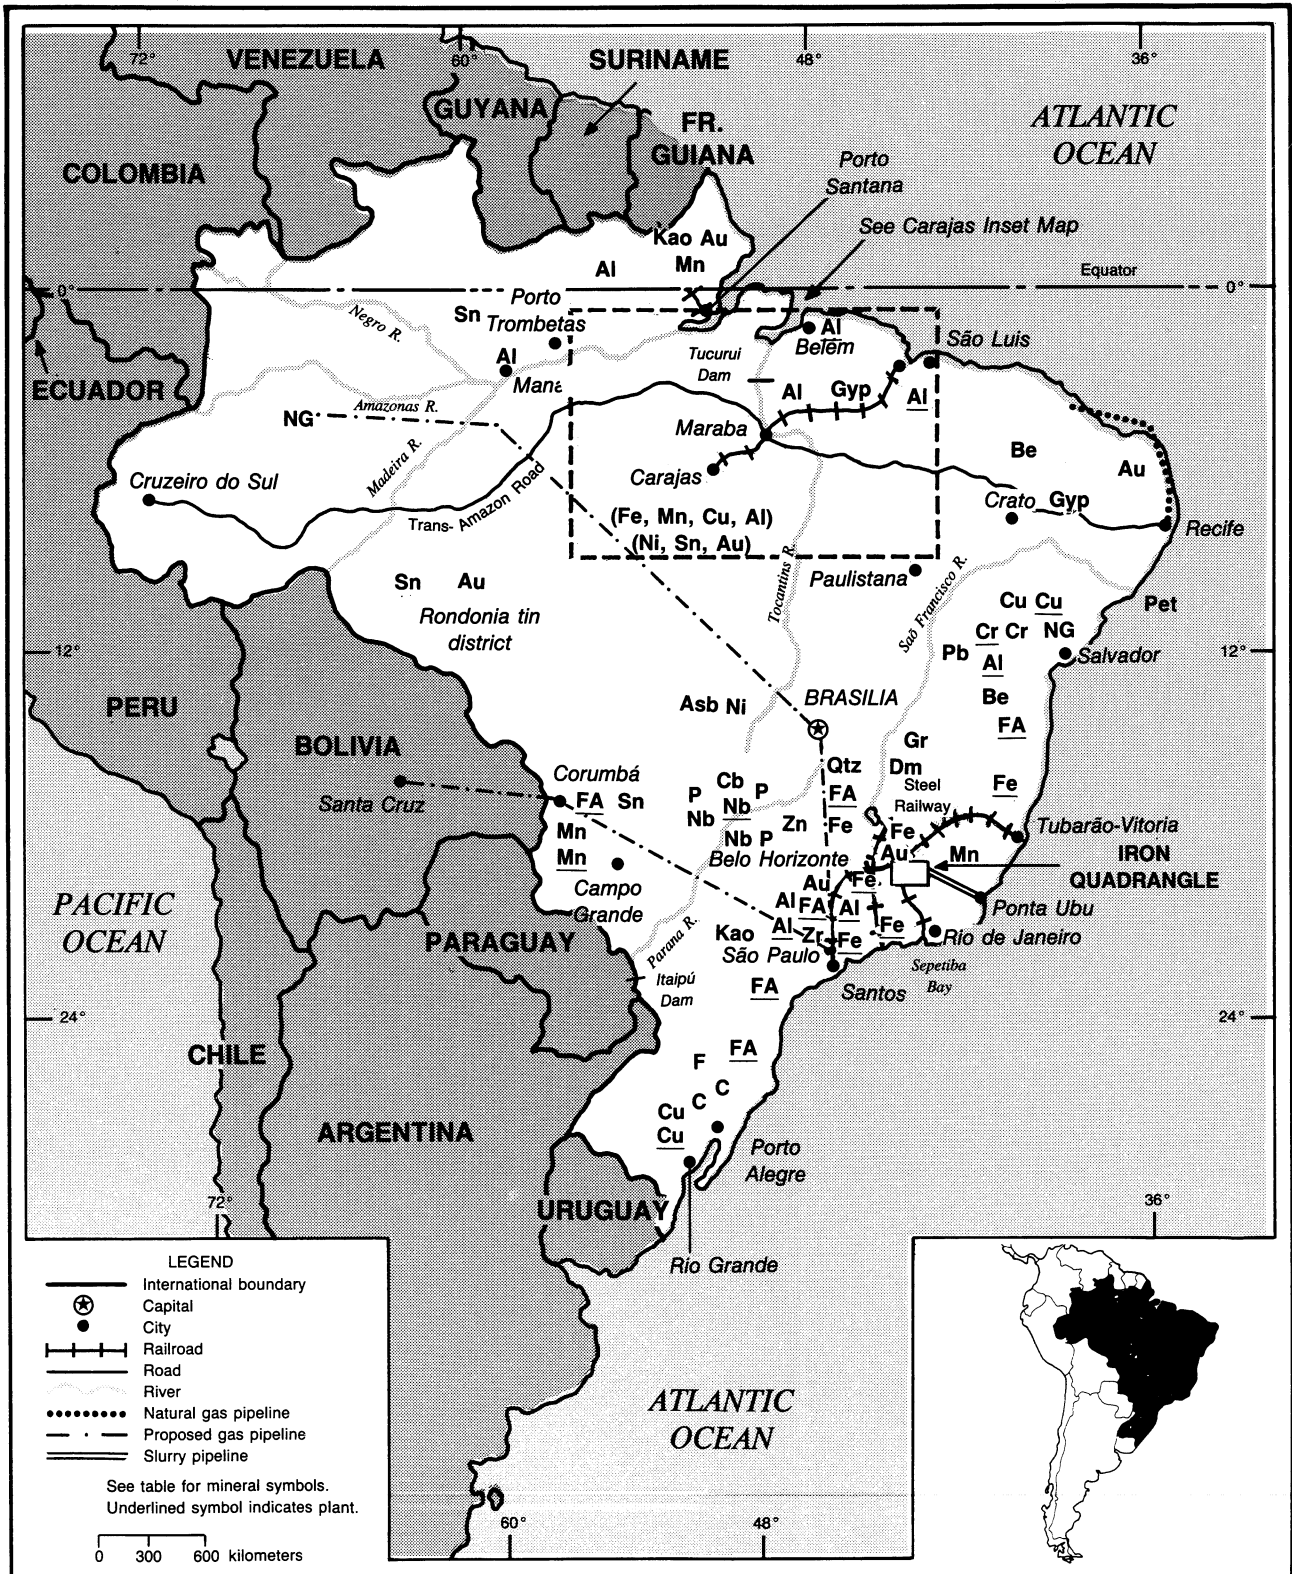 72°
60°
48°
36°
VENEZUELA
SURINAME
GUYANA
FR.
GUIANA
ATLANTIC
OCEAN
COLOMBIA
Porto
Santana
See Carajas Inset Map
Kao Au
Mn
Al
Equator
0°
0°
Porto
Trombetas
Sn
Negro R.
Al
Belém
São Luis
Tucurui
Dam
ECUADOR
Al
Mana
Al
Gyp
Al
NG
Amazonas R.
Maraba
Be
Au
Madeira R.
Cruzeiro do Sul
Carajas
Crato
Gyp
Trans- Amazon Road
(Fe, Mn, Cu, Al)
(Ni, Sn, Au)
Recife
Tocantins R.
Paulistana
Saõ Francisco R.
Sn
Au
Rondonia tin
district
Cu
Cu
Pet
Cr
Cr
NG
12°
Pb
Al
Salvador
12°
PERU
Asb Ni
BRASILIA
Be
FA
BOLIVIA
Gr
Qtz
Dm
Corumbá
Santa Cruz
FA
Sn
P
Cb
P
FA
Steel
Railway
Fe
Nb
Nb
Zn
Fe
Fe
Tubarão-Vitoria
Mn
Nb P
Au
Mn
IRON
QUADRANGLE
Mn
Belo Horizonte
Campo
Grande
Au
Fe
Al
FA
Al
Ponta Ubu
PACIFIC
OCEAN
PARAGUAY
Parana R.
Kao
Al
Zr
Fe
Fe
Rio de Janeiro
São Paulo
Sepetiba
Bay
Itaipú
Dam
FA
Santos
24°
24°
CHILE
FA
F
C
C
Cu
Cu
ARGENTINA
Porto
Alegre
72°
URUGUAY
36°
Rio Grande
LEGEND
International boundary
Capital
City
Railroad
Road
River
Natural gas pipeline
Proposed gas pipeline
Slurry pipeline
See table for mineral symbols.
Underlined symbol indicates plant.
0 300 600 kilometers
ATLANTIC
OCEAN
60°
48°